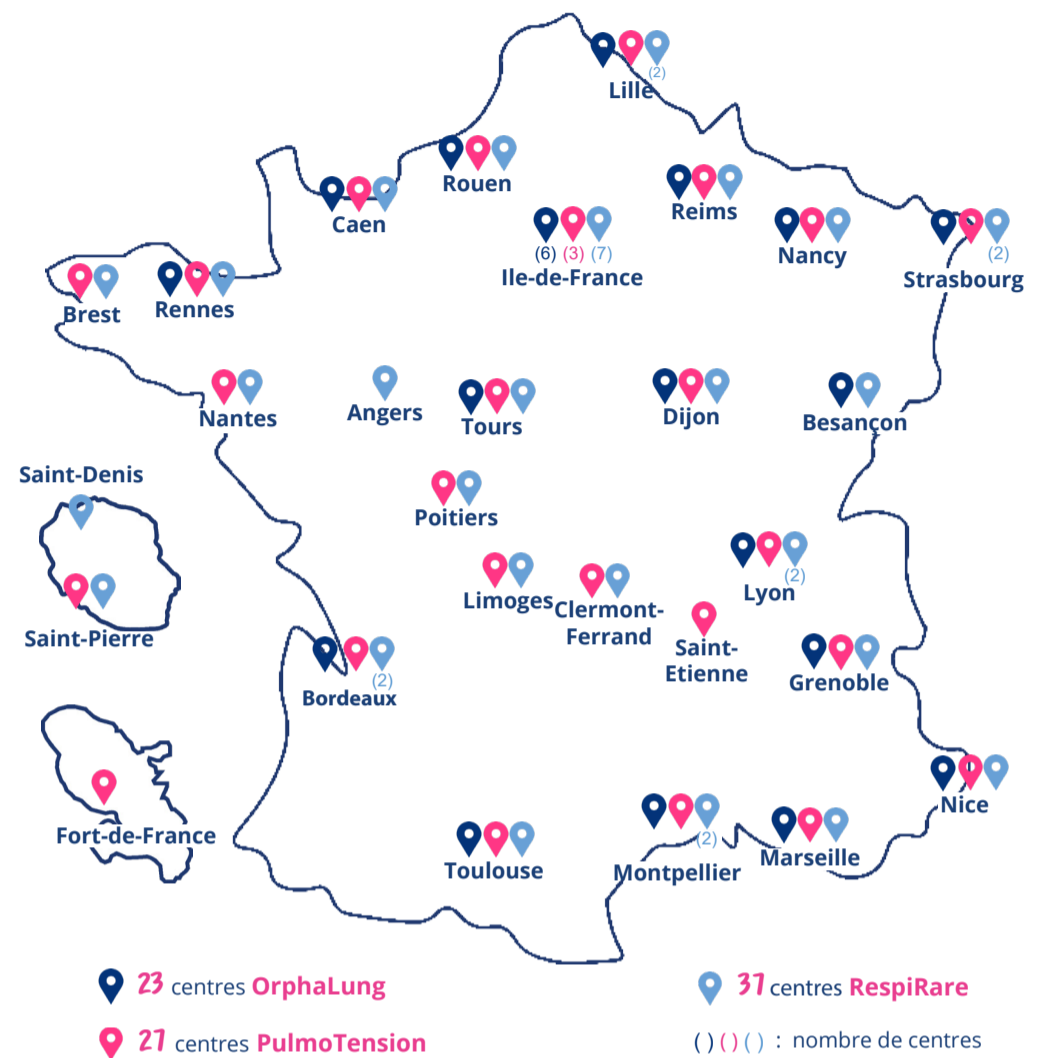 (2)
Lille
Rouen
Caen
Reims
(6) (3) (7)
Ile-de-France
Nancy
(2)
Strasbourg
Brest
Rennes
Nantes
Angers
Tours
Dijon
Besançon
Saint-Denis
Poitiers
Saint-Pierre
Limoges
Clermont-
Ferrand
(2)
Lyon
Saint-
Etienne
Grenoble
(2)
Bordeaux
Fort-de-France
Nice
Toulouse
(2)
Montpellier
Marseille
23 centres OrphaLung
27 centres PulmoTension
37 centres RespiRare
( ) ( ) ( ) : nombre de centres